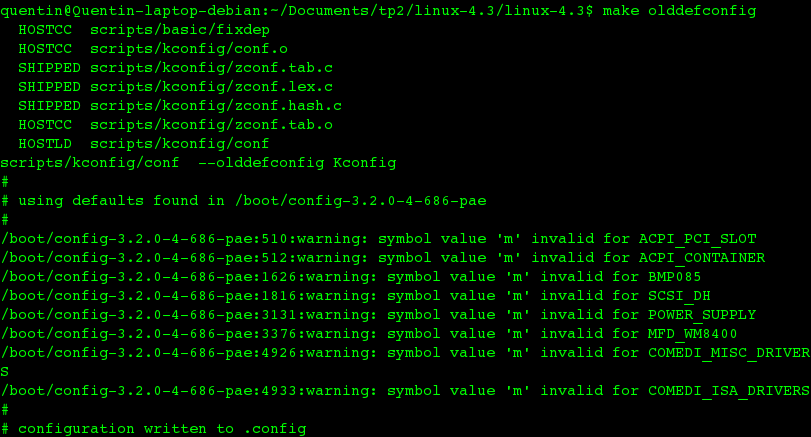 quentin@Quentin-laptop-debian:~/Documents/tp2/linux-4.3/linux-4.3$ make olddefconfig
  HOSTCC  scripts/basic/fixdep
  HOSTCC  scripts/kconfig/conf.o
  SHIPPED scripts/kconfig/zconf.tab.c
  SHIPPED scripts/kconfig/zconf.lex.c
  SHIPPED scripts/kconfig/zconf.hash.c
  HOSTCC  scripts/kconfig/zconf.tab.o
  HOSTLD  scripts/kconfig/conf
scripts/kconfig/conf  --olddefconfig Kconfig
#
# using defaults found in /boot/config-3.2.0-4-686-pae
#
/boot/config-3.2.0-4-686-pae:510:warning: symbol value 'm' invalid for ACPI_PCI_SLOT
/boot/config-3.2.0-4-686-pae:512:warning: symbol value 'm' invalid for ACPI_CONTAINER
/boot/config-3.2.0-4-686-pae:1626:warning: symbol value 'm' invalid for BMP085
/boot/config-3.2.0-4-686-pae:1816:warning: symbol value 'm' invalid for SCSI_DH
/boot/config-3.2.0-4-686-pae:3131:warning: symbol value 'm' invalid for POWER_SUPPLY
/boot/config-3.2.0-4-686-pae:3376:warning: symbol value 'm' invalid for MFD_WM8400
/boot/config-3.2.0-4-686-pae:4926:warning: symbol value 'm' invalid for COMEDI_MISC_DRIVER
S
/boot/config-3.2.0-4-686-pae:4933:warning: symbol value 'm' invalid for COMEDI_ISA_DRIVERS
#
# configuration written to .config